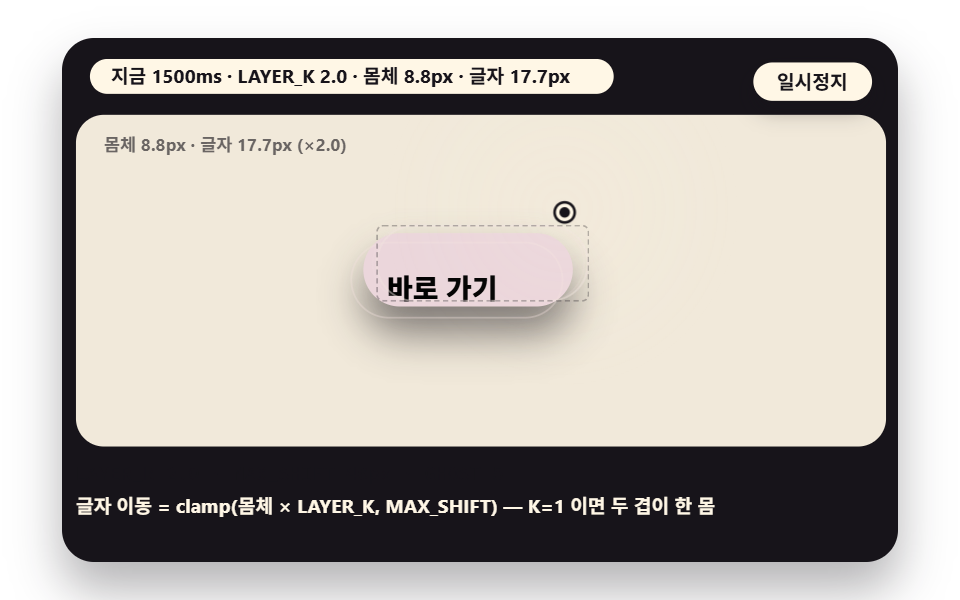 지금 1500ms · LAYER_K 2.0 · 몸체 8.8px · 글자 17.7px
일시정지
몸체 8.8px · 글자 17.7px (×2.0)
바로 가기
글자 이동 = clamp(몸체 × LAYER_K, MAX_SHIFT) — K=1 이면 두 겹이 한 몸